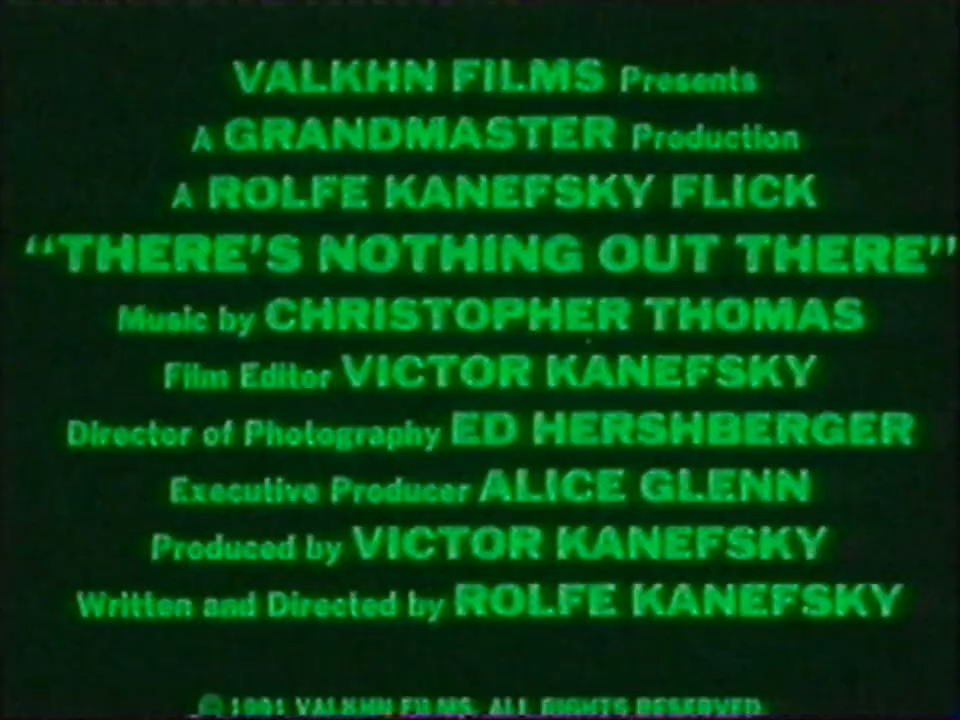 VALKHN FILMS Presents
A GRANDMASTER Production
A ROLFE KANEFSKY FLICK
"THERE'S NOTHING OUT THERE"
Music by CHRISTOPHER THOMAS
Film Editor VICTOR KANEFSKY
Director of Photography ED HERSHBERGER
Executive Producer ALICE GLENN
Produced by VICTOR KANEFSKY
Written and Directed by ROLFE KANEFSKY
© 1991 VALKHN FILMS. ALL RIGHTS RESERVED.